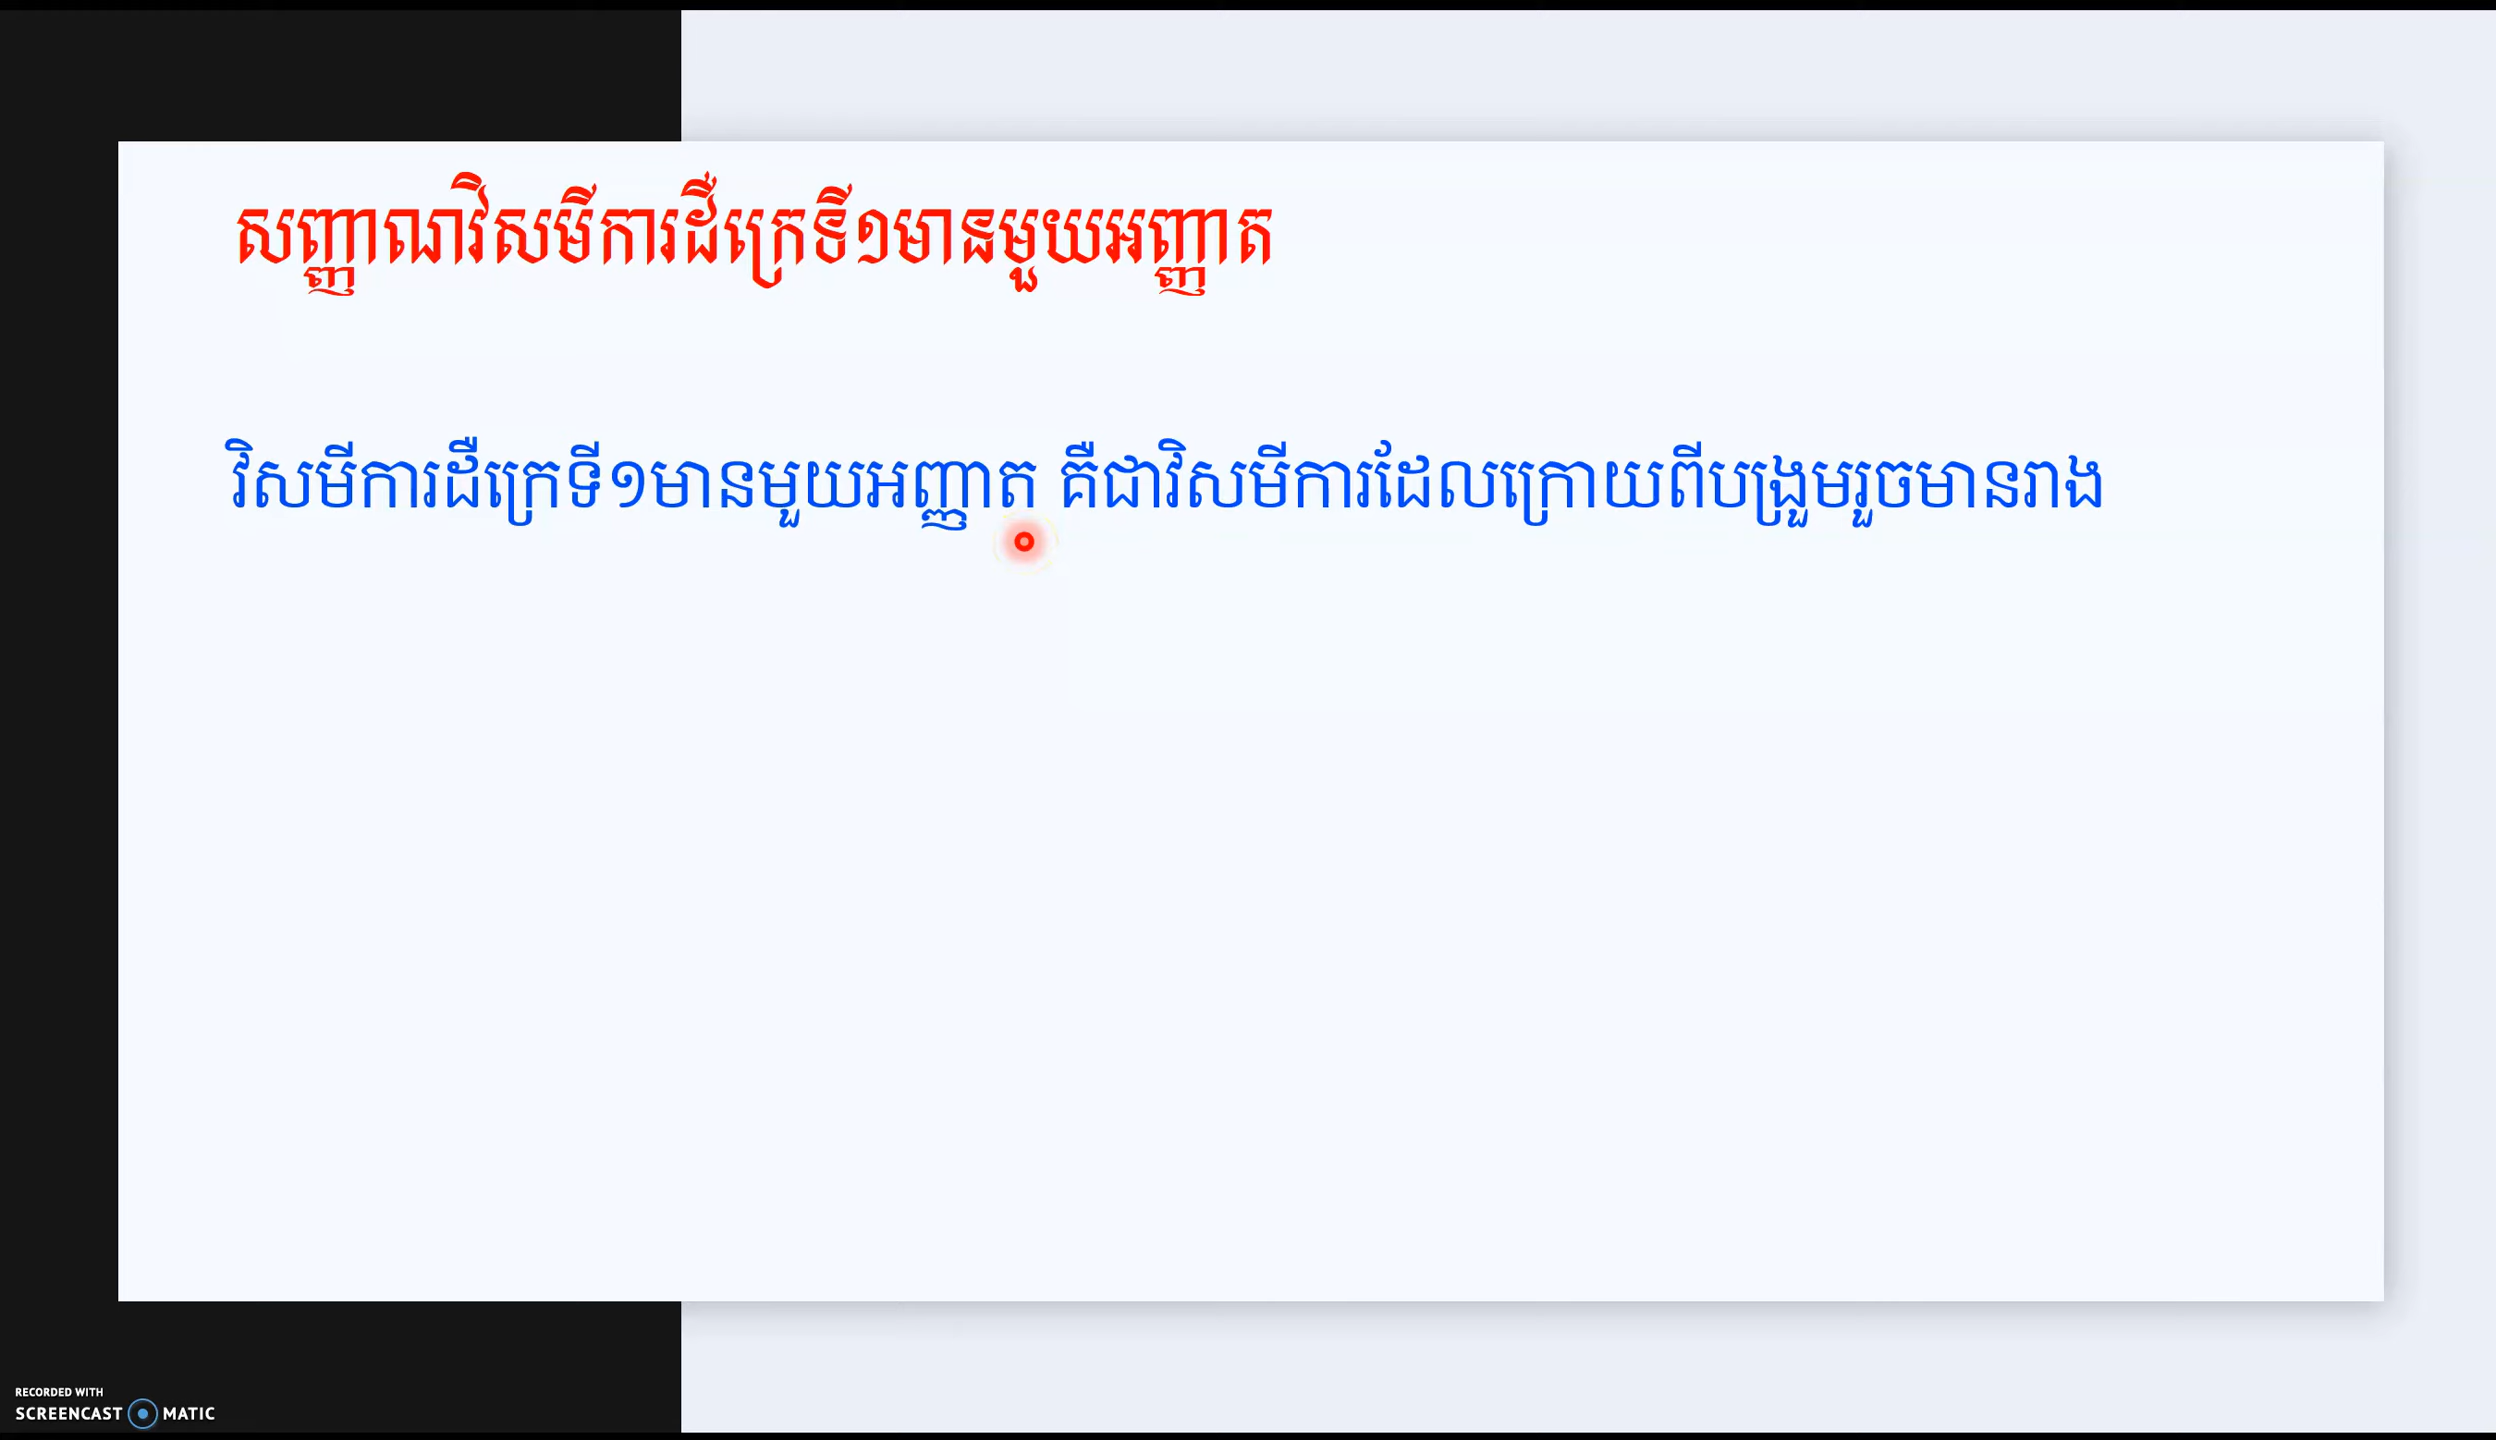 សញ្ញាណវិសមីការដឺក្រេទី១មានមួយអញ្ញាត
វិសមីការដឺក្រេទី១មានមួយអញ្ញាត គឺជាវិសមីការដែលក្រោយពីបង្រួមរួចមានរាង
RECORDED WITH
SCREENCAST MATIC